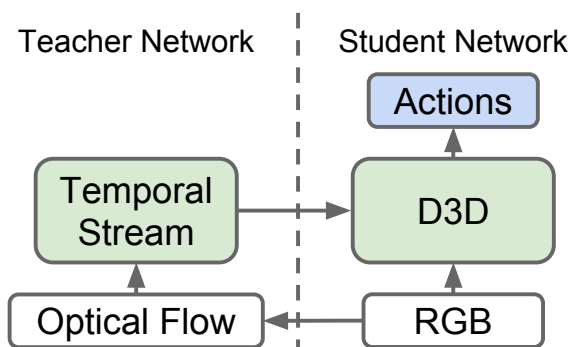 Teacher Network
Student Network
Actions
Temporal
Stream
D3D
Optical Flow
RGB